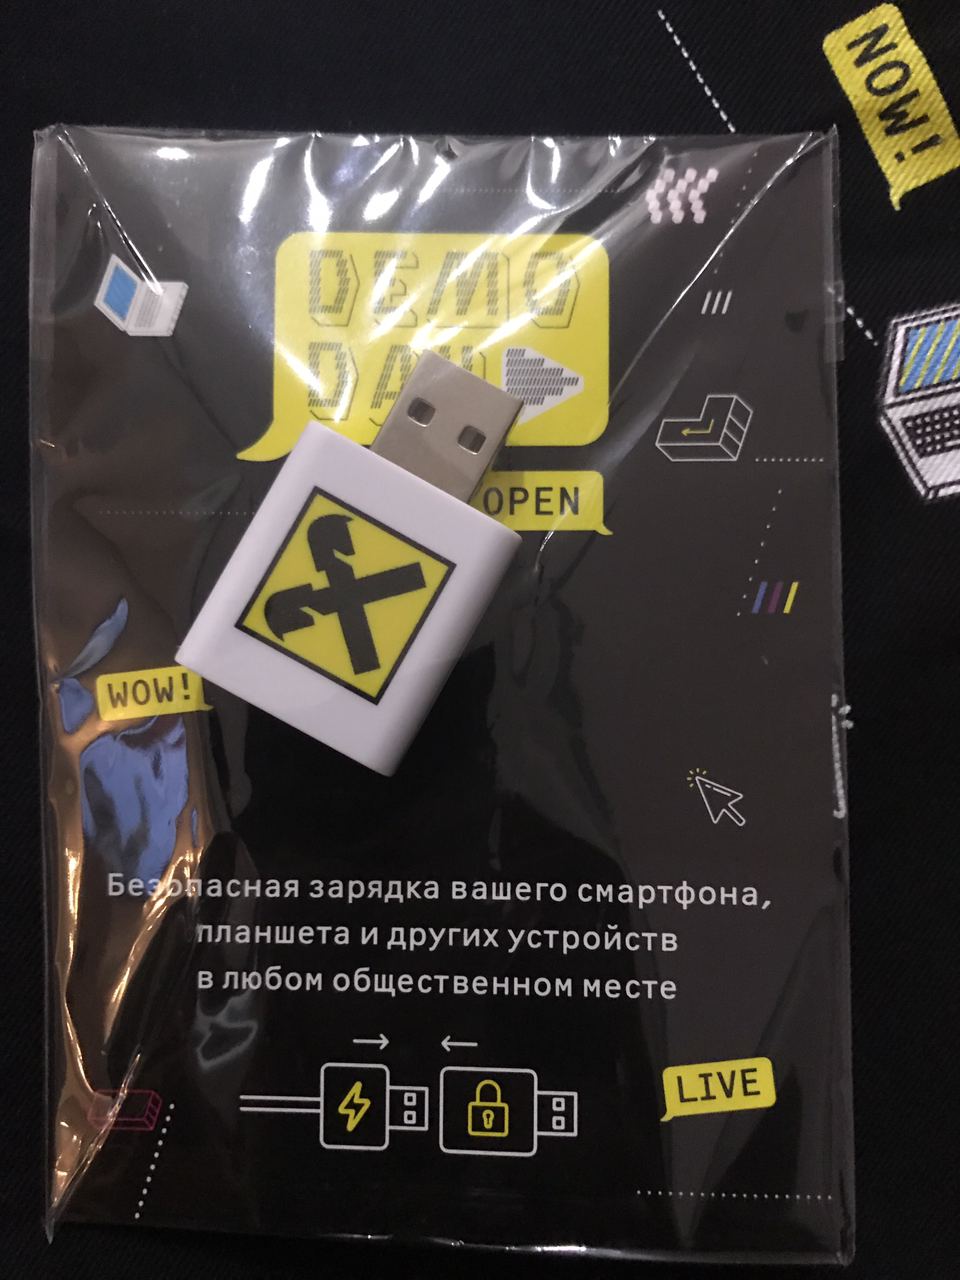 NOW!
DEMO
DAY
OPEN
WOW!
Безопасная зарядка вашего смартфона,
планшета и других устройств
в любом общественном месте
LIVE